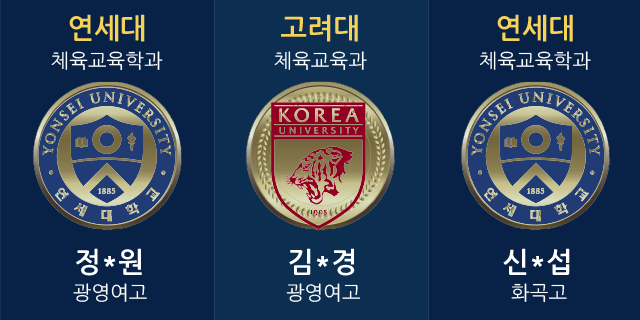 연세대
체육교육학과
YONSEI UNIVERSITY
1885
연세대학교
정*원
광영여고
고려대
체육교육과
KOREA
UNIVERSITY
1905
김*경
광영여고
연세대
체육교육학과
YONSEI UNIVERSITY
1885
연세대학교
신*섭
화곡고